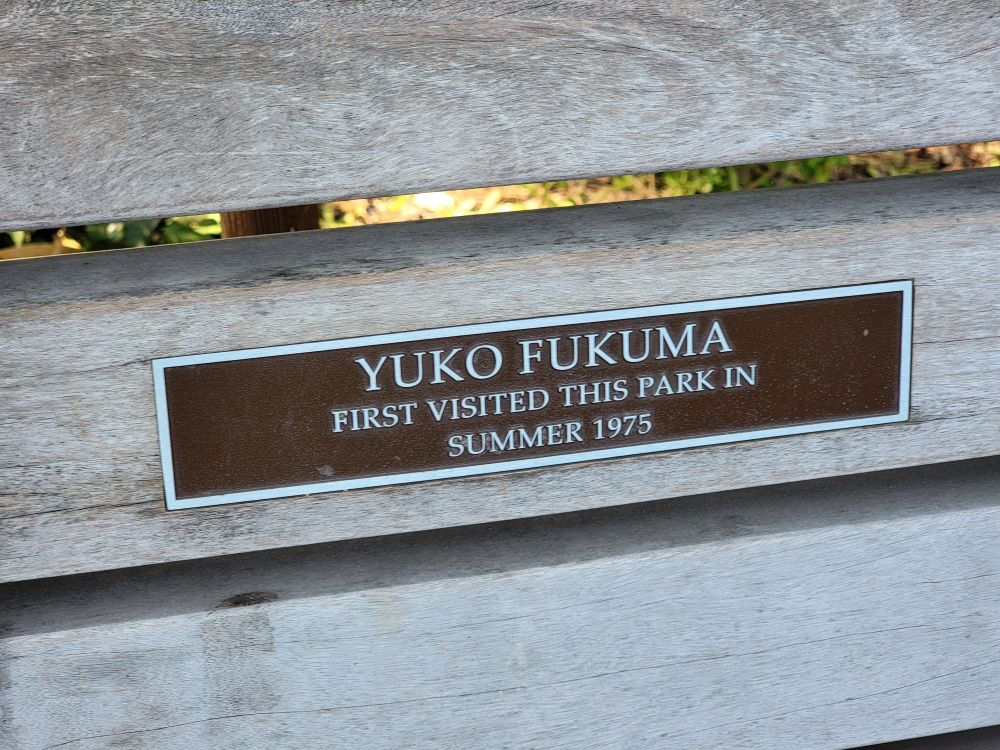 YUKO FUKUMA
FIRST VISITED THIS PARK IN
SUMMER 1975